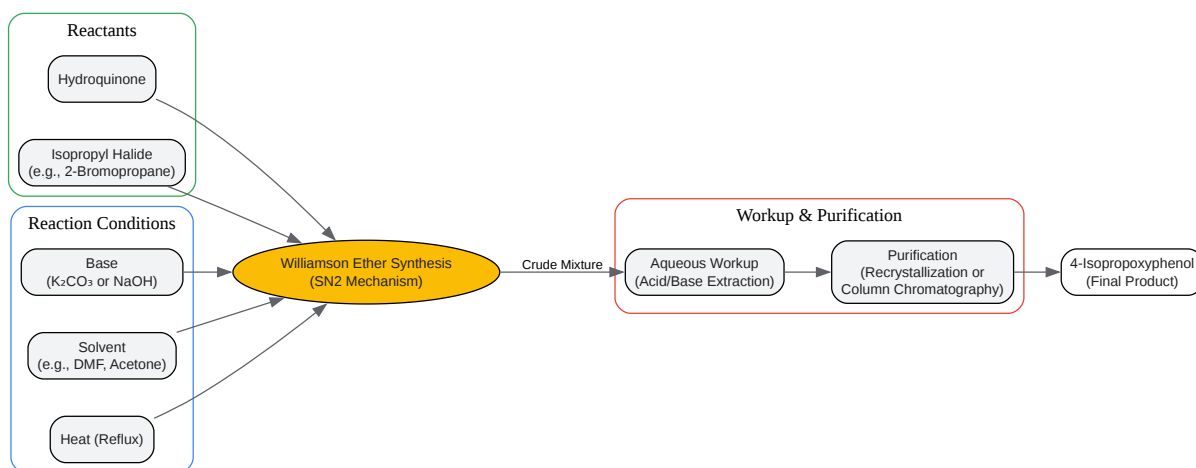 Reactants
Hydroquinone
Isopropyl Halide
(e.g., 2-Bromopropane)
Reaction Conditions
Base
(K₂CO₃ or NaOH)
Solvent
(e.g., DMF, Acetone)
Heat (Reflux)
Williamson Ether Synthesis
(SN2 Mechanism)
Crude Mixture
Workup & Purification
Aqueous Workup
(Acid/Base Extraction)
Purification
(Recrystallization or
Column Chromatography)
4-Isopropoxyphenol
(Final Product)